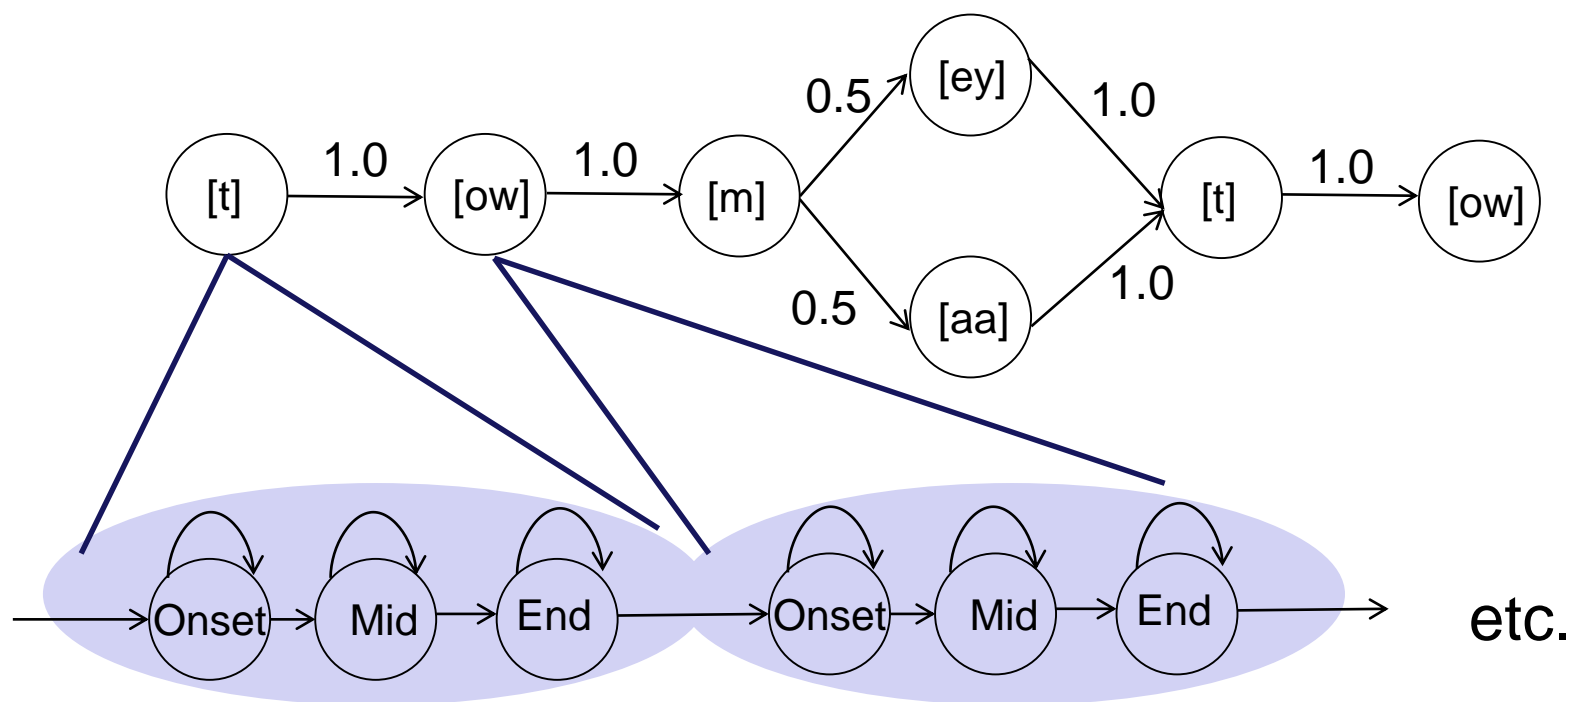 [ey]
0.5
1.0
[t]
1.0
[ow]
1.0
[m]
[t]
1.0
[ow]
0.5
[aa]
1.0
Onset
Mid
End
Onset
Mid
End
etc.